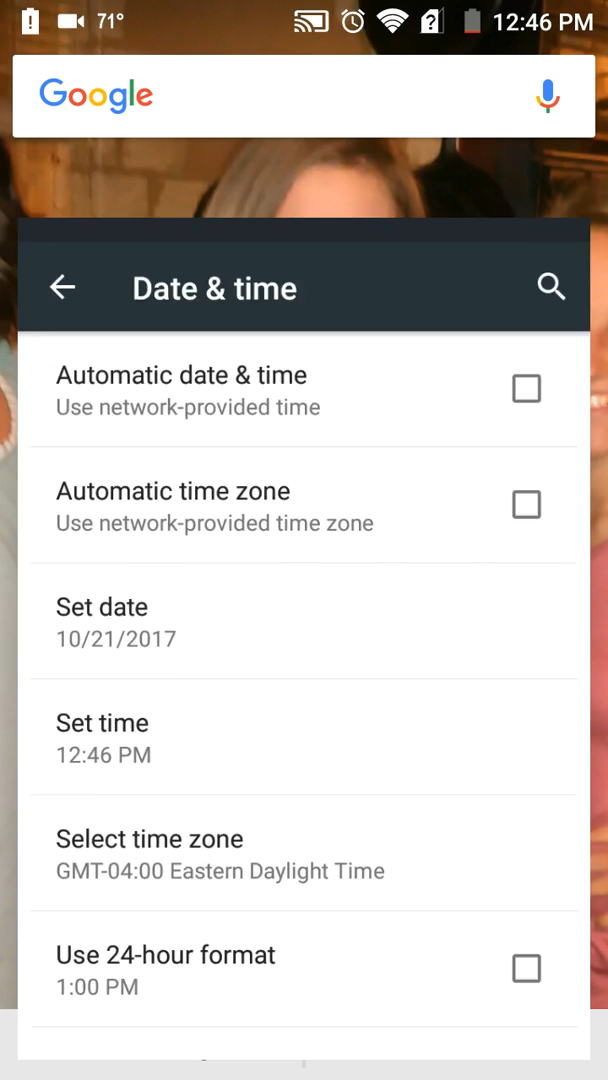 71° 12:46 PM
Google
Date & time
Automatic date & time
Use network-provided time
Automatic time zone
Use network-provided time zone
Set date
10/21/2017
Set time
12:46 PM
Select time zone
GMT-04:00 Eastern Daylight Time
Use 24-hour format
1:00 PM